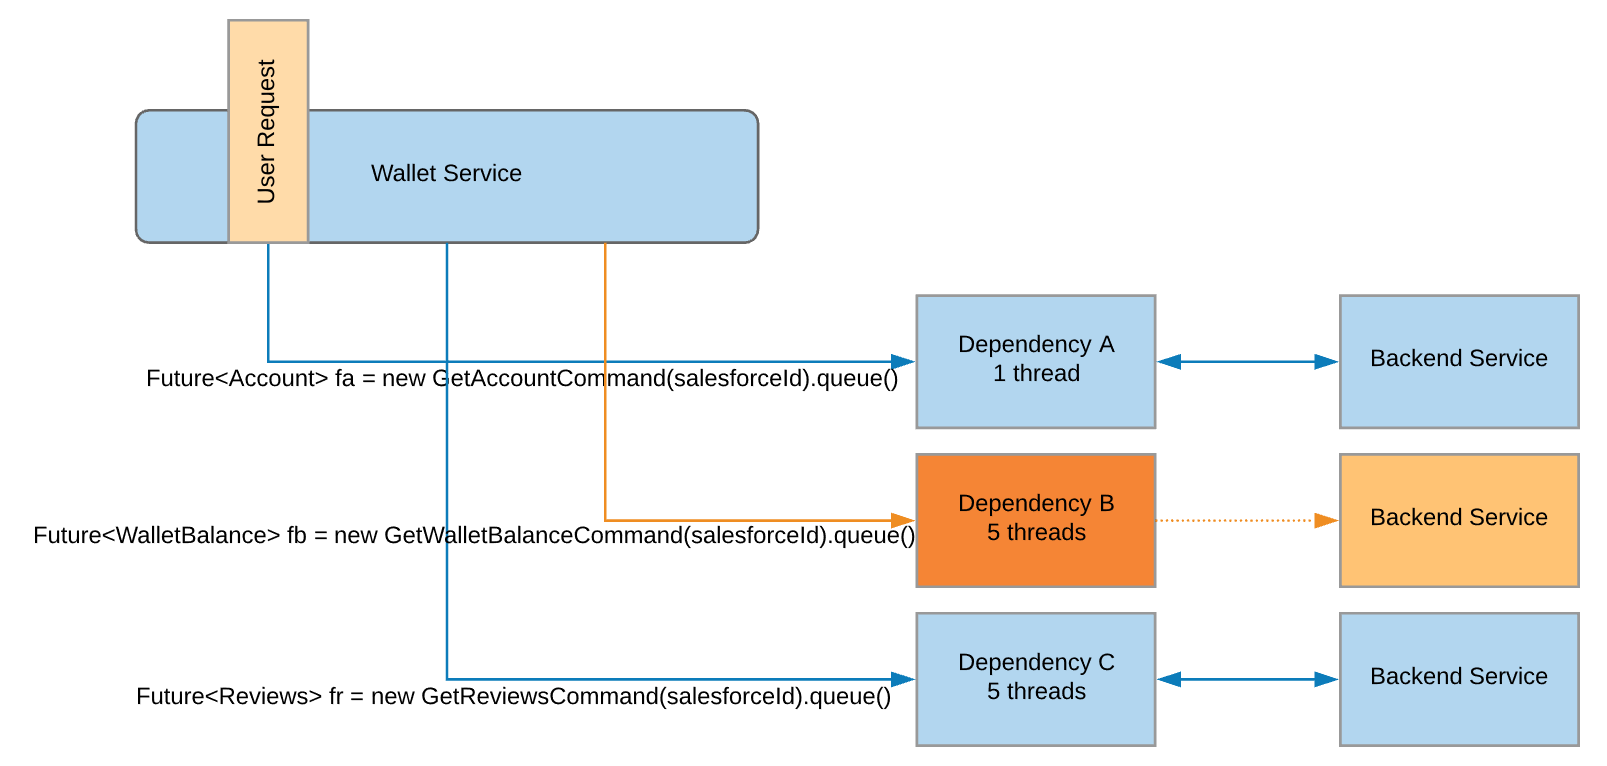 User Request
Wallet Service
Dependency A
1 thread
Backend Service
Future<Account> fa = new GetAccountCommand(salesforceId).queue()
Dependency B
5 threads
Backend Service
Future<WalletBalance> fb = new GetWalletBalanceCommand(salesforceId).queue()
Dependency C
5 threads
Backend Service
Future<Reviews> fr = new GetReviewsCommand(salesforceId).queue()